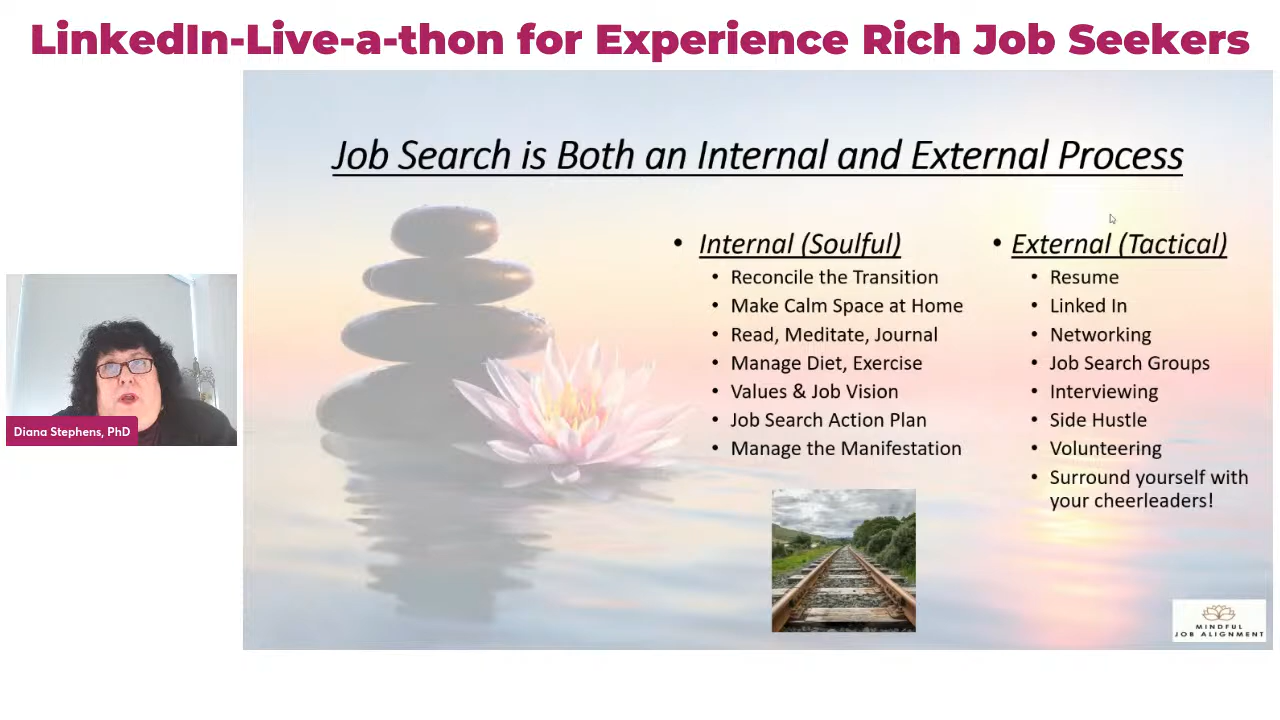 LinkedIn-Live-a-thon for Experience Rich Job Seekers
Job Search is Both an Internal and External Process
• Internal (Soulful)
• Reconcile the Transition
• Make Calm Space at Home
• Read, Meditate, Journal
• Manage Diet, Exercise
• Values & Job Vision
• Job Search Action Plan
• Manage the Manifestation
• External (Tactical)
• Resume
• Linked In
• Networking
• Job Search Groups
• Interviewing
• Side Hustle
• Volunteering
• Surround yourself with
your cheerleaders!
Diana Stephens, PhD
MINDFUL
JOB ALIGNMENT